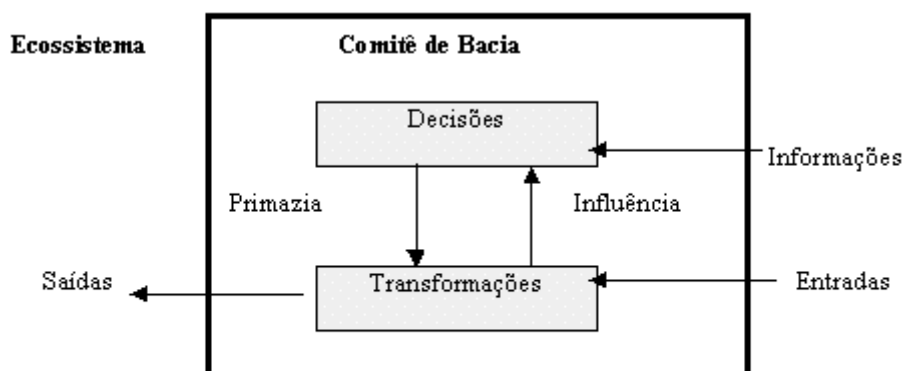 Ecossistema
Comitê de Bacia
Decisões
Informações
Primazia
Influência
Saídas
Transformações
Entradas